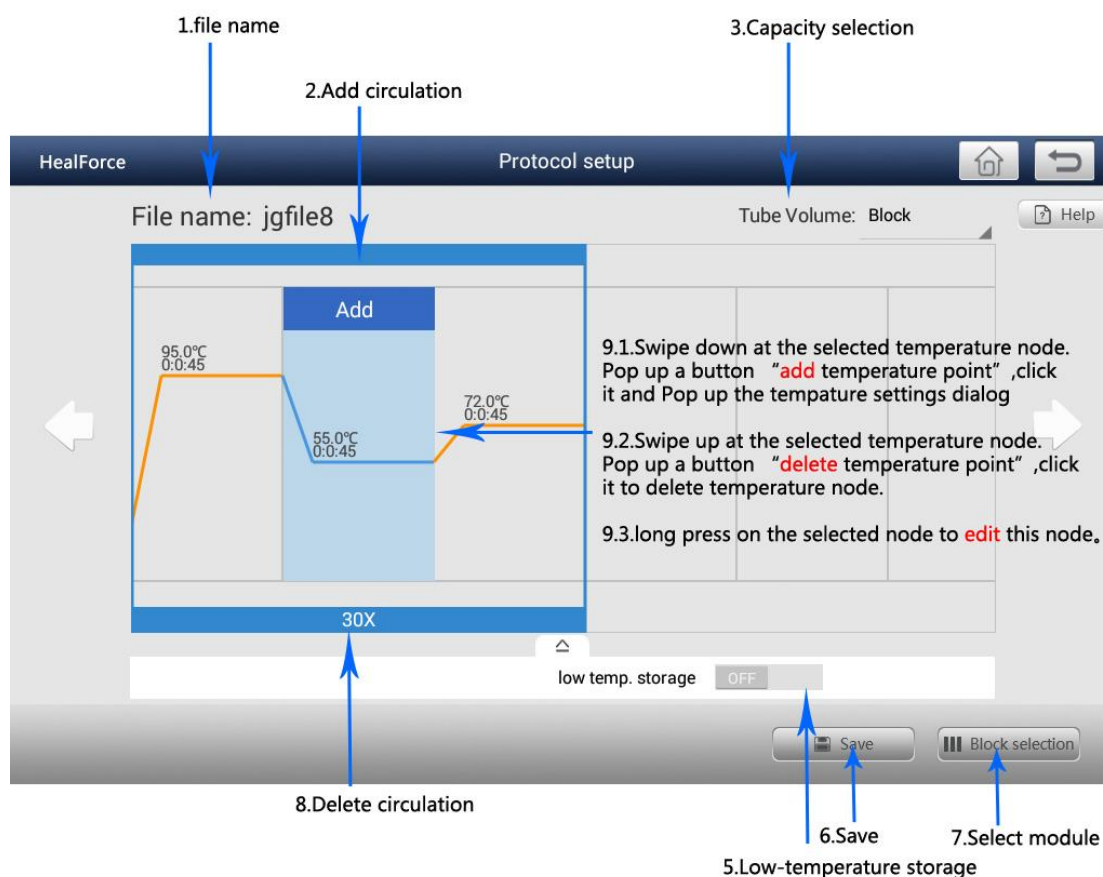 1.file name
3.Capacity selection
2.Add circulation
HealForce
Protocol setup
File name: jgfile8
Tube Volume: Block
Help
Add
95.0℃
0:0:45
55.0℃
0:0:45
72.0℃
0:0:45
9.1.Swipe down at the selected temperature node.
Pop up a button “add temperature point” ,click
it and Pop up the tempature settings dialog
9.2.Swipe up at the selected temperature node.
Pop up a button “delete temperature point” ,click
it to delete temperature node.
9.3.long press on the selected node to edit this node。
30X
low temp. storage
OFF
Save
Block selection
8.Delete circulation
6.Save
7.Select module
5.Low-temperature storage